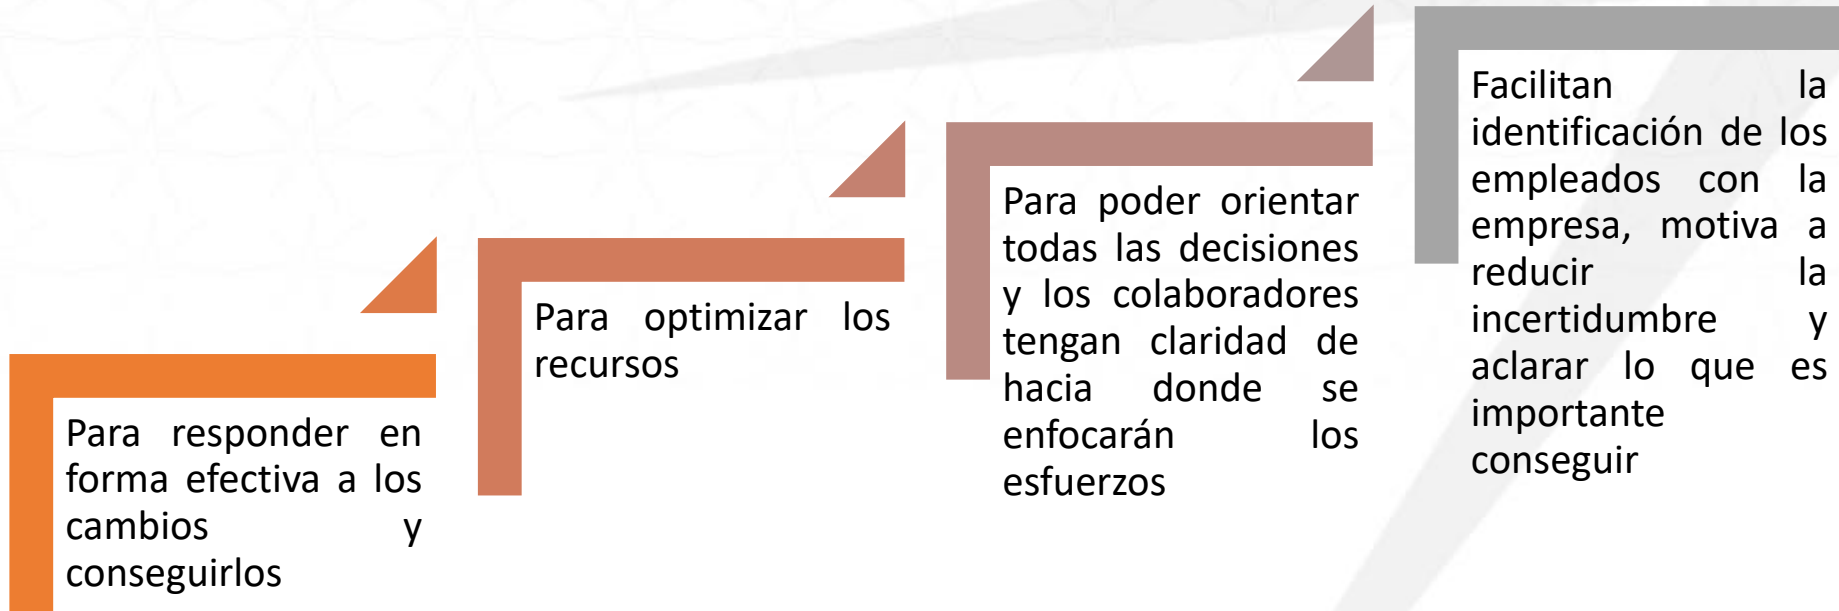 Para responder en
forma efectiva a los
cambios y
conseguirlos
Para optimizar los
recursos
Para poder orientar
todas las decisiones
y los colaboradores
tengan claridad de
hacia donde se
enfocarán los
esfuerzos
Facilitan la
identificación de los
empleados con la
empresa, motiva a
reducir la
incertidumbre y
aclarar lo que es
importante
conseguir